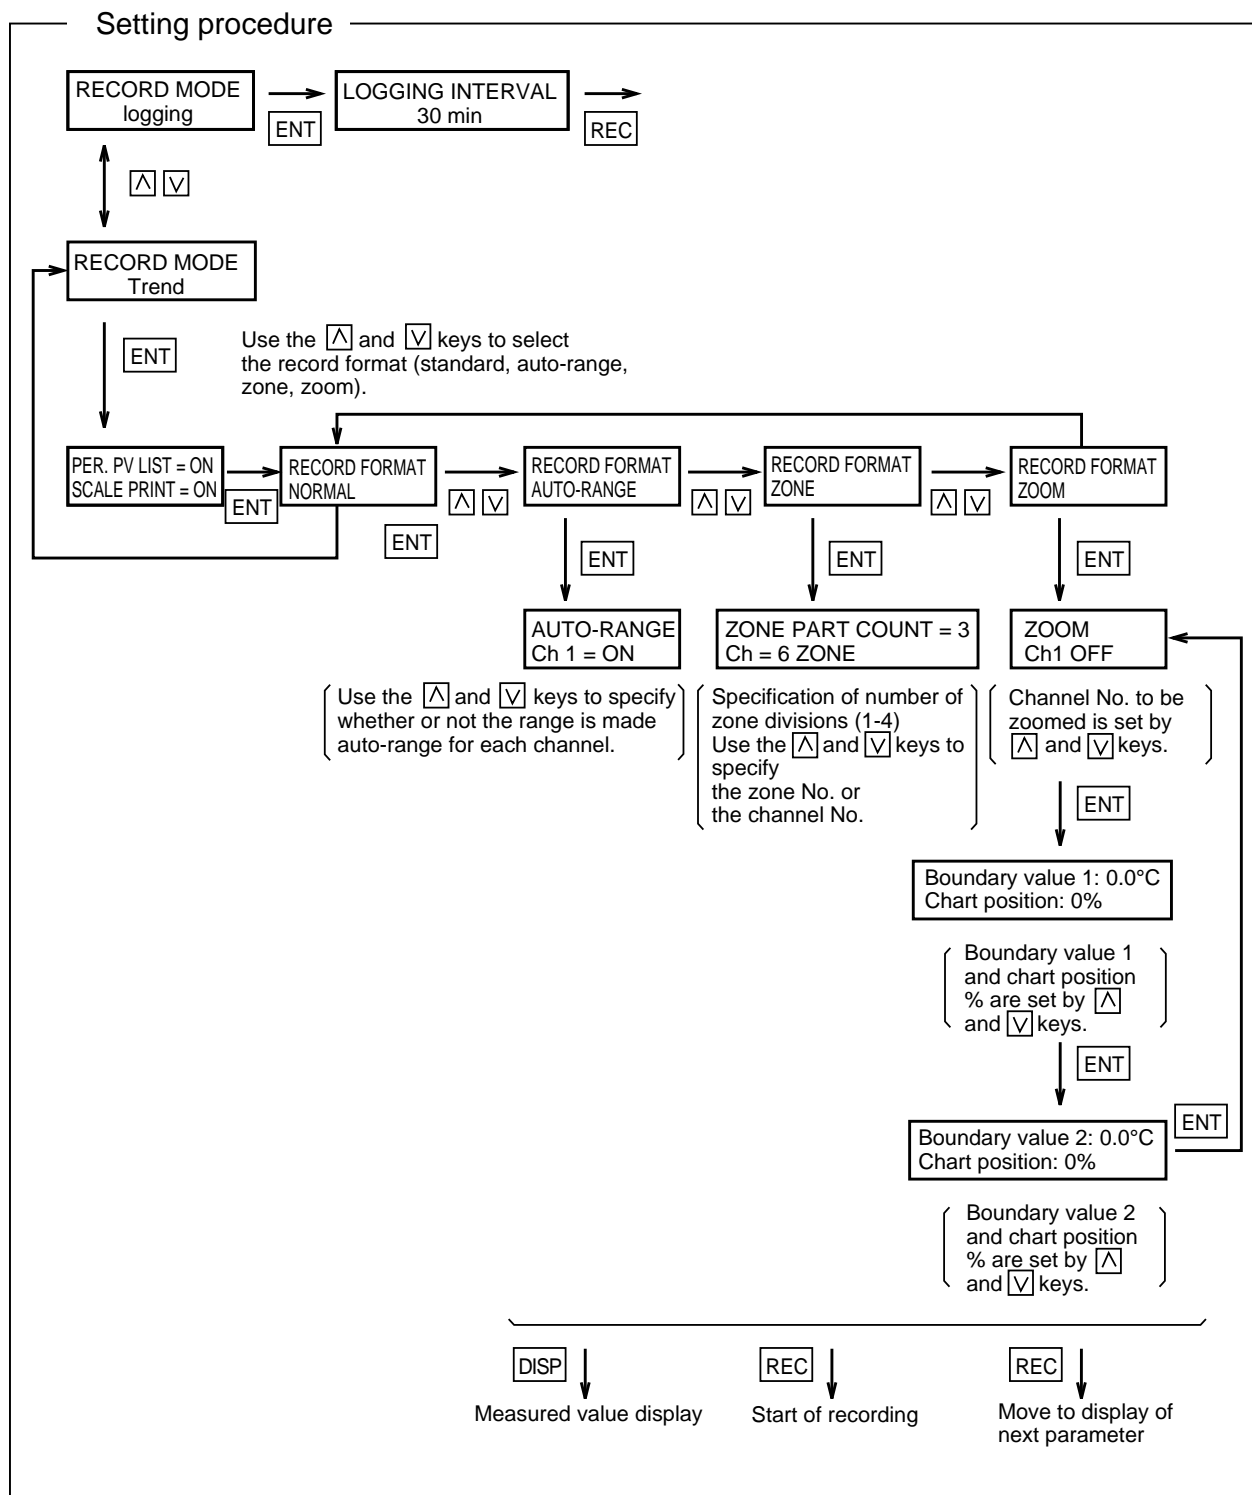 Setting procedure
RECORD MODE
logging
ENT
LOGGING INTERVAL
30 min
REC
∧ ∨
RECORD MODE
Trend
ENT
Use the ∧ and ∨ keys to select
the record format (standard, auto-range,
zone, zoom).
PER. PV LIST = ON
SCALE PRINT = ON
ENT
RECORD FORMAT
NORMAL
∧ ∨
ENT
RECORD FORMAT
AUTO-RANGE
∧ ∨
RECORD FORMAT
ZONE
∧ ∨
RECORD FORMAT
ZOOM
ENT
ENT
ENT
AUTO-RANGE
Ch 1 = ON
Use the ∧ and ∨ keys to specify
whether or not the range is made
auto-range for each channel.
ZONE PART COUNT = 3
Ch = 6 ZONE
Specification of number of
zone divisions (1-4)
Use the ∧ and ∨ keys to
specify
the zone No. or
the channel No.
ZOOM
Ch1 OFF
Channel No. to be
zoomed is set by
∧ and ∨ keys.
ENT
Boundary value 1: 0.0°C
Chart position: 0%
Boundary value 1
and chart position
% are set by ∧
and ∨ keys.
ENT
Boundary value 2: 0.0°C
Chart position: 0%
ENT
Boundary value 2
and chart position
% are set by ∧
and ∨ keys.
DISP
Measured value display
REC
Start of recording
REC
Move to display of
next parameter